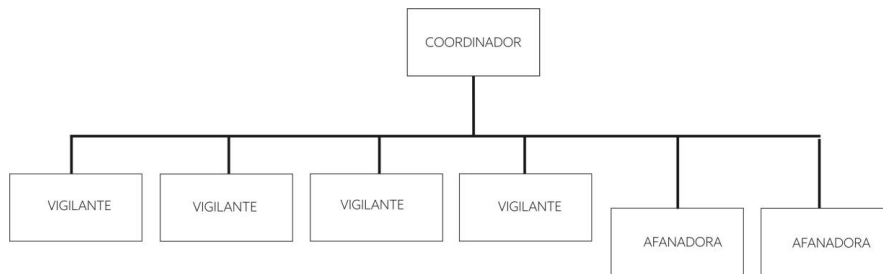 COORDINADOR
VIGILANTE
VIGILANTE
VIGILANTE
VIGILANTE
AFANADORA
AFANADORA